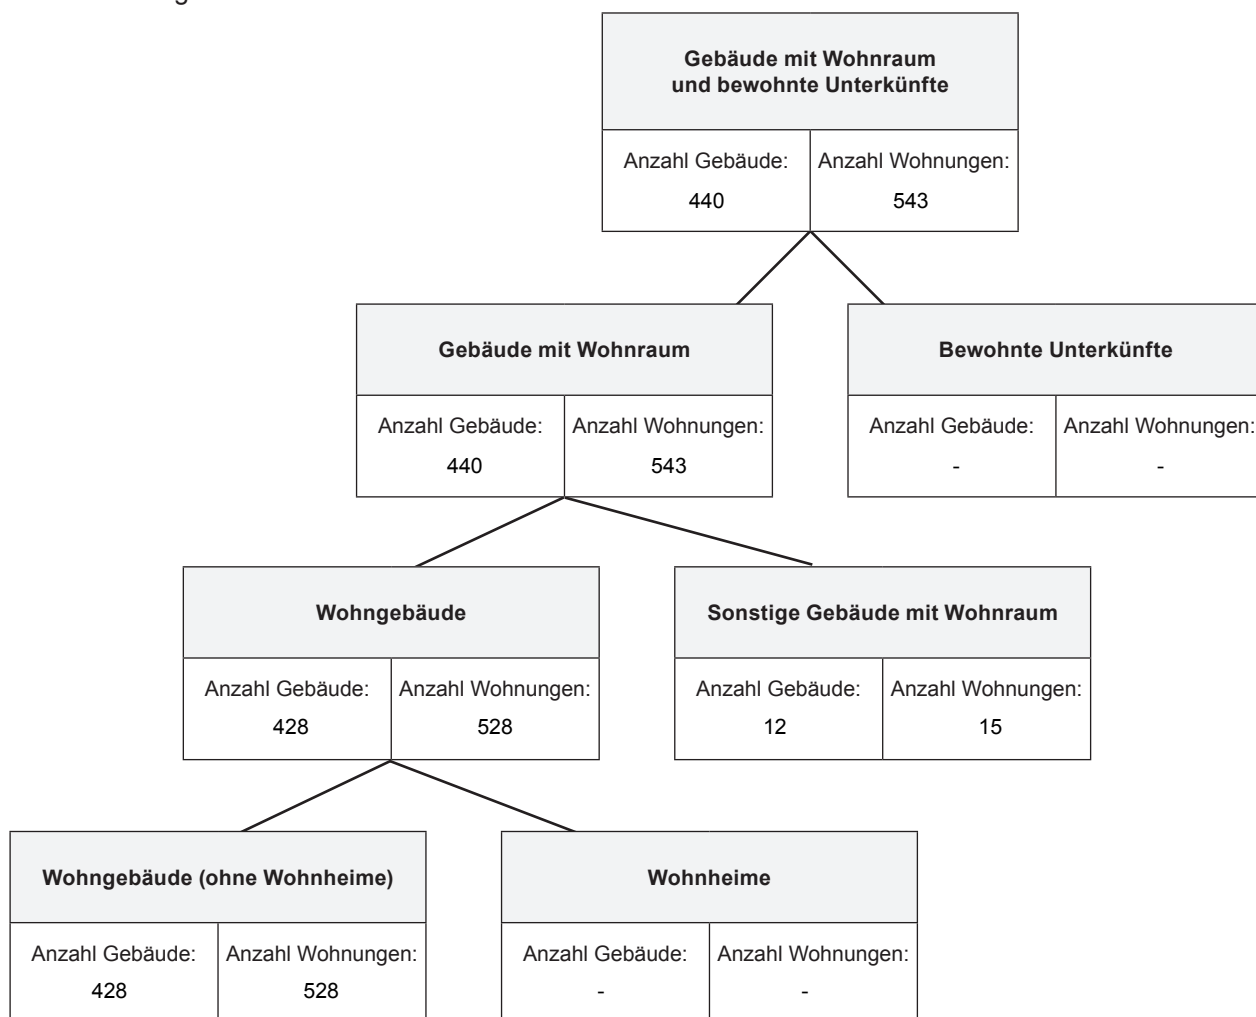 Gebäude mit Wohnraum
und bewohnte Unterkünfte
Anzahl Gebäude: Anzahl Wohnungen:
440 543
Gebäude mit Wohnraum Bewohnte Unterkünfte
Anzahl Gebäude: Anzahl Wohnungen: Anzahl Gebäude: Anzahl Wohnungen:
440 543 - -
Wohngebäude Sonstige Gebäude mit Wohnraum
Anzahl Gebäude: Anzahl Wohnungen: Anzahl Gebäude: Anzahl Wohnungen:
428 528 12 15
Wohngebäude (ohne Wohnheime) Wohnheime
Anzahl Gebäude: Anzahl Wohnungen: Anzahl Gebäude: Anzahl Wohnungen:
428 528 - -